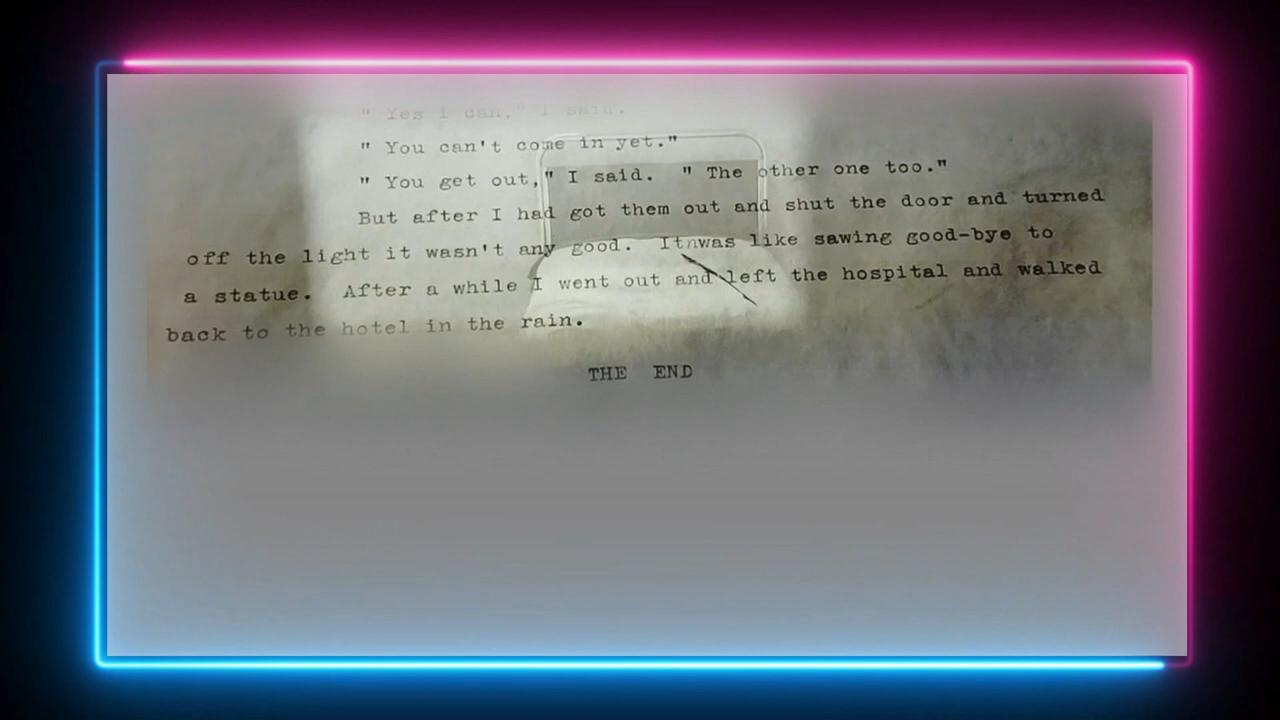 " Yes I can," I said.
" You can't come in yet."
" You get out," I said.  " The other one too."
But after I had got them out and shut the door and turned
off the light it wasn't any good.  Itnwas like sawing good-bye to
a statue.  After a while I went out and left the hospital and walked
back to the hotel in the rain.
THE  END